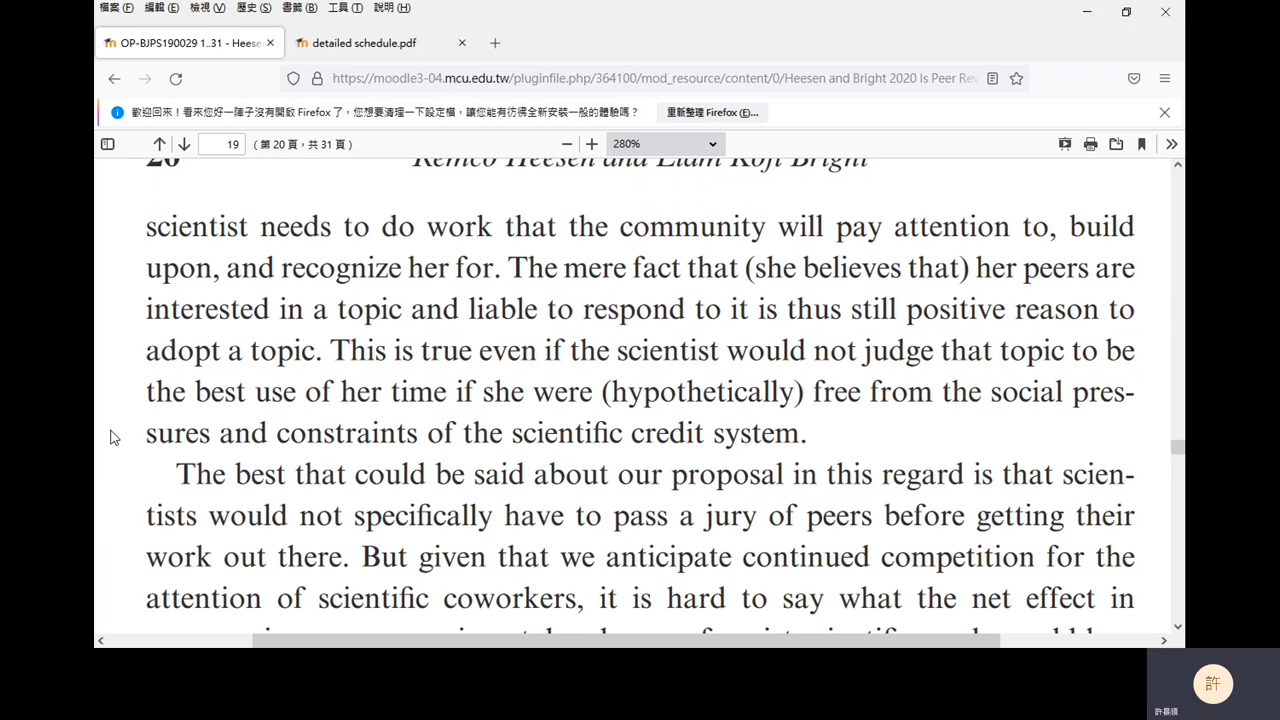 檔案(F) 編輯(E) 檢視(V) 歷史(S) 書籤(B) 工具(T) 說明(H)
OP-BJPS190029 1..31 - Heese
detailed schedule.pdf
https://moodle3-04.mcu.edu.tw/pluginfile.php/364100/mod_resource/content/0/Heesen and Bright 2020 Is Peer Rev
歡迎回來！看來您好一陣子沒有開啟 Firefox 了，您想要清理一下設定檔，讓您能有彷彿全新安裝一般的體驗嗎？ 重新整理 Firefox (E)...
19 (第 20 頁，共 31 頁) 280%
20 Remco Heesen and Liam Kofi Bright
scientist needs to do work that the community will pay attention to, build
upon, and recognize her for. The mere fact that (she believes that) her peers are
interested in a topic and liable to respond to it is thus still positive reason to
adopt a topic. This is true even if the scientist would not judge that topic to be
the best use of her time if she were (hypothetically) free from the social pres-
sures and constraints of the scientific credit system.
The best that could be said about our proposal in this regard is that scien-
tists would not specifically have to pass a jury of peers before getting their
work out there. But given that we anticipate continued competition for the
attention of scientific coworkers, it is hard to say what the net effect in
許